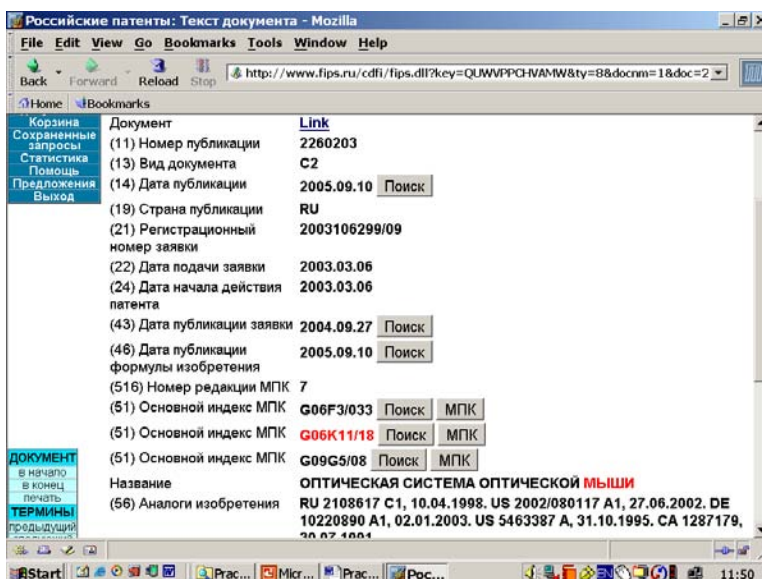 Российские патенты: Текст документа - Mozilla
File Edit View Go Bookmarks Tools Window Help
Back Forward Reload Stop http://www.fips.ru/cdfi/fips.dll?key=QUWVPPCHVAMW&ty=8&docnm=1&doc=2
Home Bookmarks
Корзина
Сохраненные
запросы
Статистика
Помощь
Предложения
Выход
Документ Link
(11) Номер публикации 2260203
(13) Вид документа C2
(14) Дата публикации 2005.09.10 Поиск
(19) Страна публикации RU
(21) Регистрационный
номер заявки 2003106299/09
(22) Дата подачи заявки 2003.03.06
(24) Дата начала действия
патента 2003.03.06
(43) Дата публикации заявки 2004.09.27 Поиск
(46) Дата публикации
формулы изобретения 2005.09.10 Поиск
(516) Номер редакции МПК 7
(51) Основной индекс МПК G06F3/033 Поиск МПК
(51) Основной индекс МПК G06K11/18 Поиск МПК
(51) Основной индекс МПК G09G5/08 Поиск МПК
Название ОПТИЧЕСКАЯ СИСТЕМА ОПТИЧЕСКОЙ МЫШИ
(56) Аналоги изобретения RU 2108617 C1, 10.04.1998. US 2002/080117 A1, 27.06.2002. DE
10220890 A1, 02.01.2003. US 5463387 A, 31.10.1995. CA 1287179,
30.07.1991
ДОКУМЕНТ
в начало
в конец
печать
ТЕРМИНЫ
предыдущий
Start Prac... Micr... Prac... Рос... EN 11:50